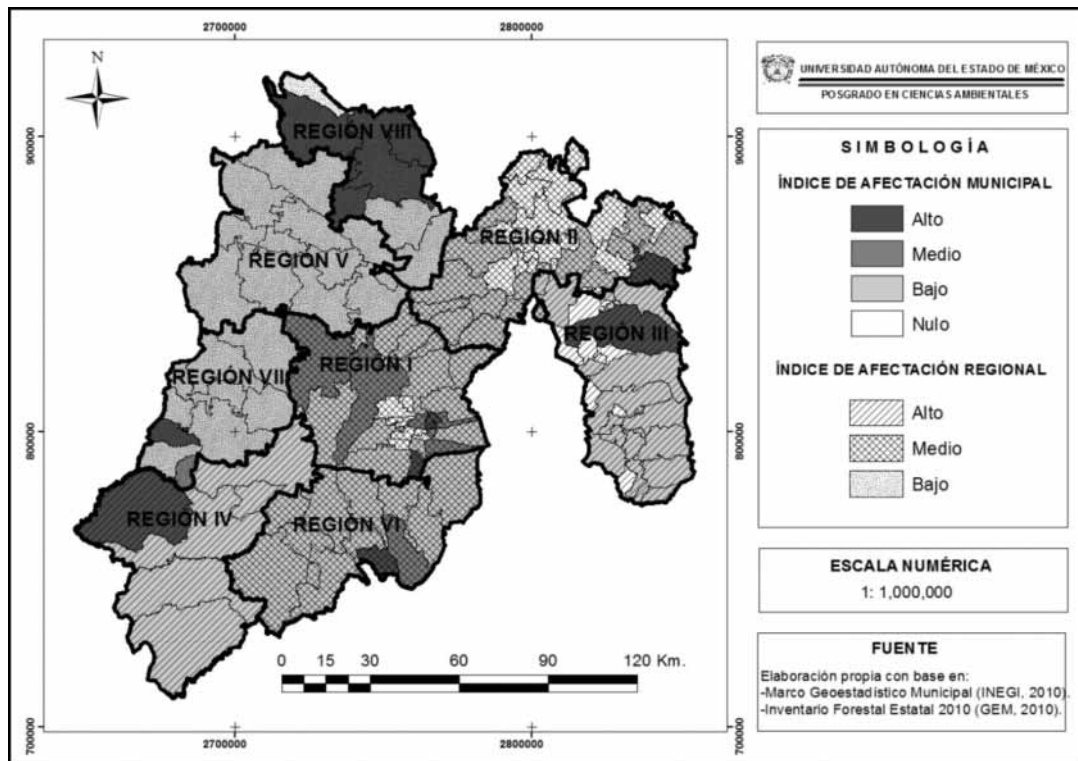 2700000
2800000
N
900000
800000
700000
REGIÓN VIII
REGIÓN II
REGIÓN V
REGIÓN III
REGIÓN I
REGIÓN VII
REGIÓN IV
REGIÓN VI
0 15 30 60 90 120 Km.
900000
800000
700000
2700000
2800000
UNIVERSIDAD AUTÓNOMA DEL ESTADO DE MÉXICO
POSGRADO EN CIENCIAS AMBIENTALES
SIMBOLOGÍA
ÍNDICE DE AFECTACIÓN MUNICIPAL
Alto
Medio
Bajo
Nulo
ÍNDICE DE AFECTACIÓN REGIONAL
Alto
Medio
Bajo
ESCALA NUMÉRICA
1: 1,000,000
FUENTE
Elaboración propia con base en:
-Marco Geoestadístico Municipal (INEGI, 2010).
-Inventario Forestal Estatal 2010 (GEM, 2010).